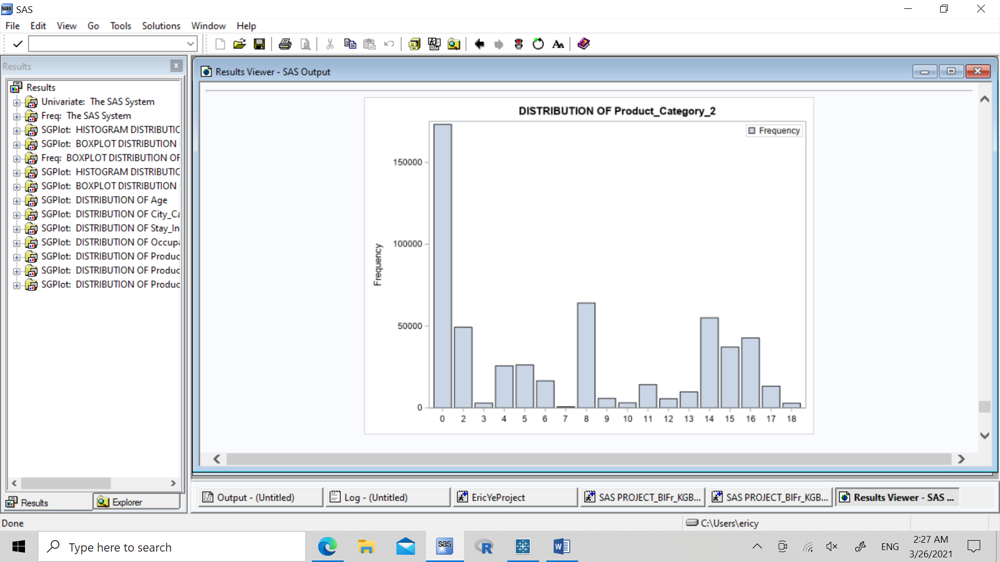 SAS
File Edit View Go Tools Solutions Window Help
Results
Results Viewer - SAS Output
Results
Univariate: The SAS System
Freq: The SAS System
SGPlot: HISTOGRAM DISTRIBUTIC
SGPlot: BOXPLOT DISTRIBUTION
Freq: BOXPLOT DISTRIBUTION OF
SGPlot: HISTOGRAM DISTRIBUTIC
SGPlot: BOXPLOT DISTRIBUTION
SGPlot: DISTRIBUTION OF Age
SGPlot: DISTRIBUTION OF City_Ca
SGPlot: DISTRIBUTION OF Stay_In
SGPlot: DISTRIBUTION OF Occupa
SGPlot: DISTRIBUTION OF Produc
SGPlot: DISTRIBUTION OF Produc
SGPlot: DISTRIBUTION OF Produc
Results Explorer
DISTRIBUTION OF Product_Category_2
Frequency
Frequency
150000
100000
50000
0
0 2 3 4 5 6 7 8 9 10 11 12 13 14 15 16 17 18
Output - (Untitled) Log - (Untitled) EricYeProject SAS PROJECT_BIFr_KGB... SAS PROJECT_BIFr_KGB... Results Viewer - SAS ...
Done C:\Users\ericy
Type here to search
sas R W ENG
2:27 AM
3/26/2021